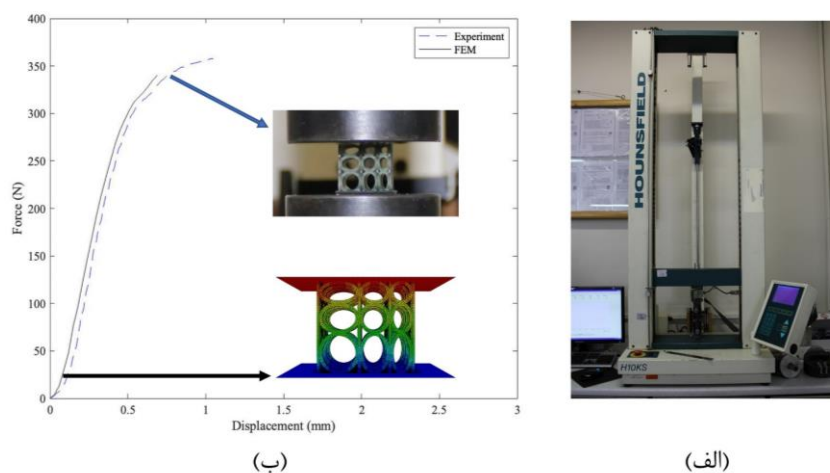 400
350
300
250
200
150
100
50
0
Force (N)
Experiment
FEM
0
0.5
1
1.5
2
2.5
3
Displacement (mm)
(ب)
HOUNSFIELD
H10KS
(الف)